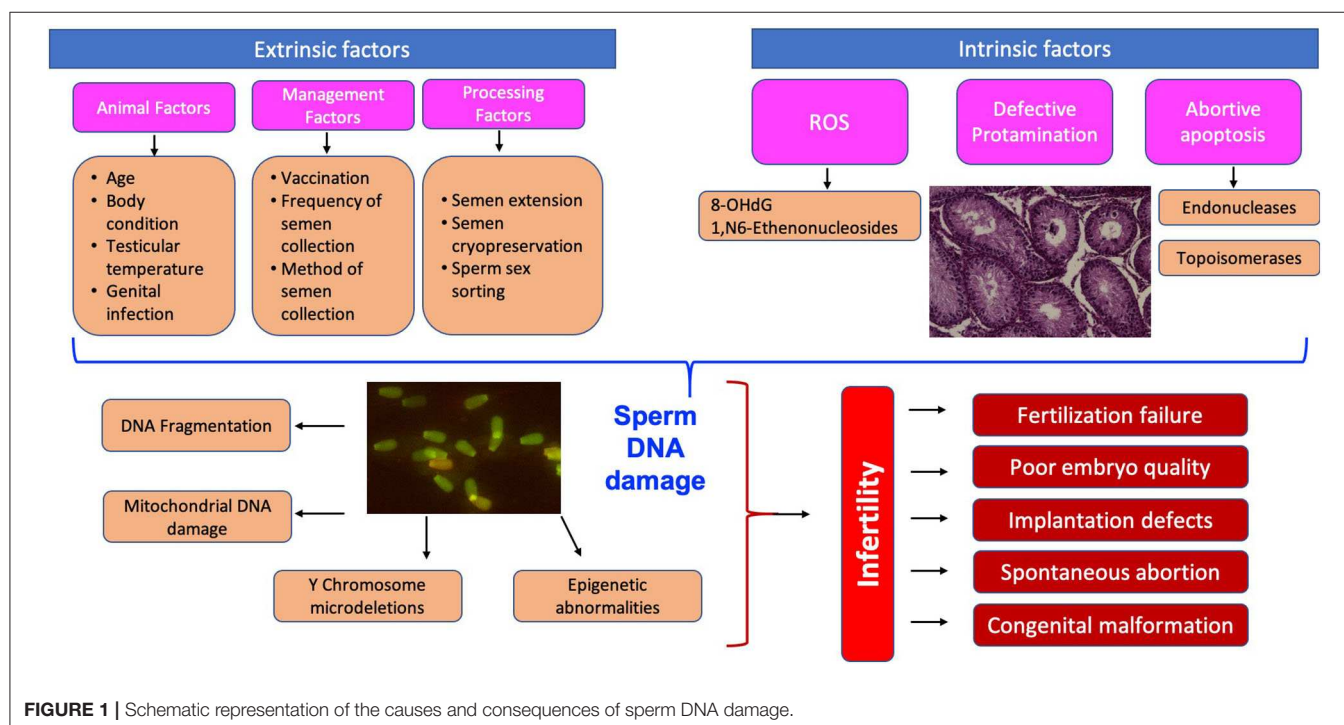 Extrinsic factors
Intrinsic factors
Animal Factors
Management
Factors
Processing
Factors
ROS
Defective
Protamination
Abortive
apoptosis
• Age
• Body
condition
• Testicular
temperature
• Genital
infection
• Vaccination
• Frequency of
semen
collection
• Method of
semen
collection
• Semen extension
• Semen
cryopreservation
• Sperm sex
sorting
8-OHdG
1,N6-Ethenonucleosides
Endonucleases
Topoisomerases
DNA Fragmentation
Mitochondrial DNA
damage
Y Chromosome
microdeletions
Epigenetic
abnormalities
Sperm
DNA
damage
Infertility
Fertilization failure
Poor embryo quality
Implantation defects
Spontaneous abortion
Congenital malformation
FIGURE 1 | Schematic representation of the causes and consequences of sperm DNA damage.